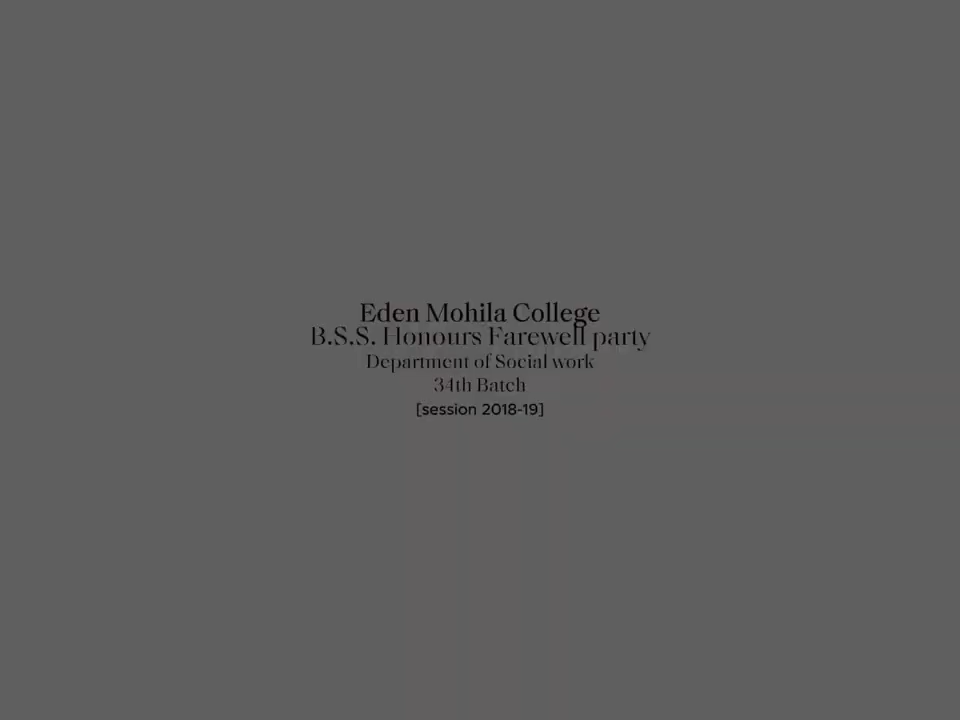 Eden Mohila College
B.S.S. Honours Farewell party
Department of Social work
34th Batch
[session 2018-19]